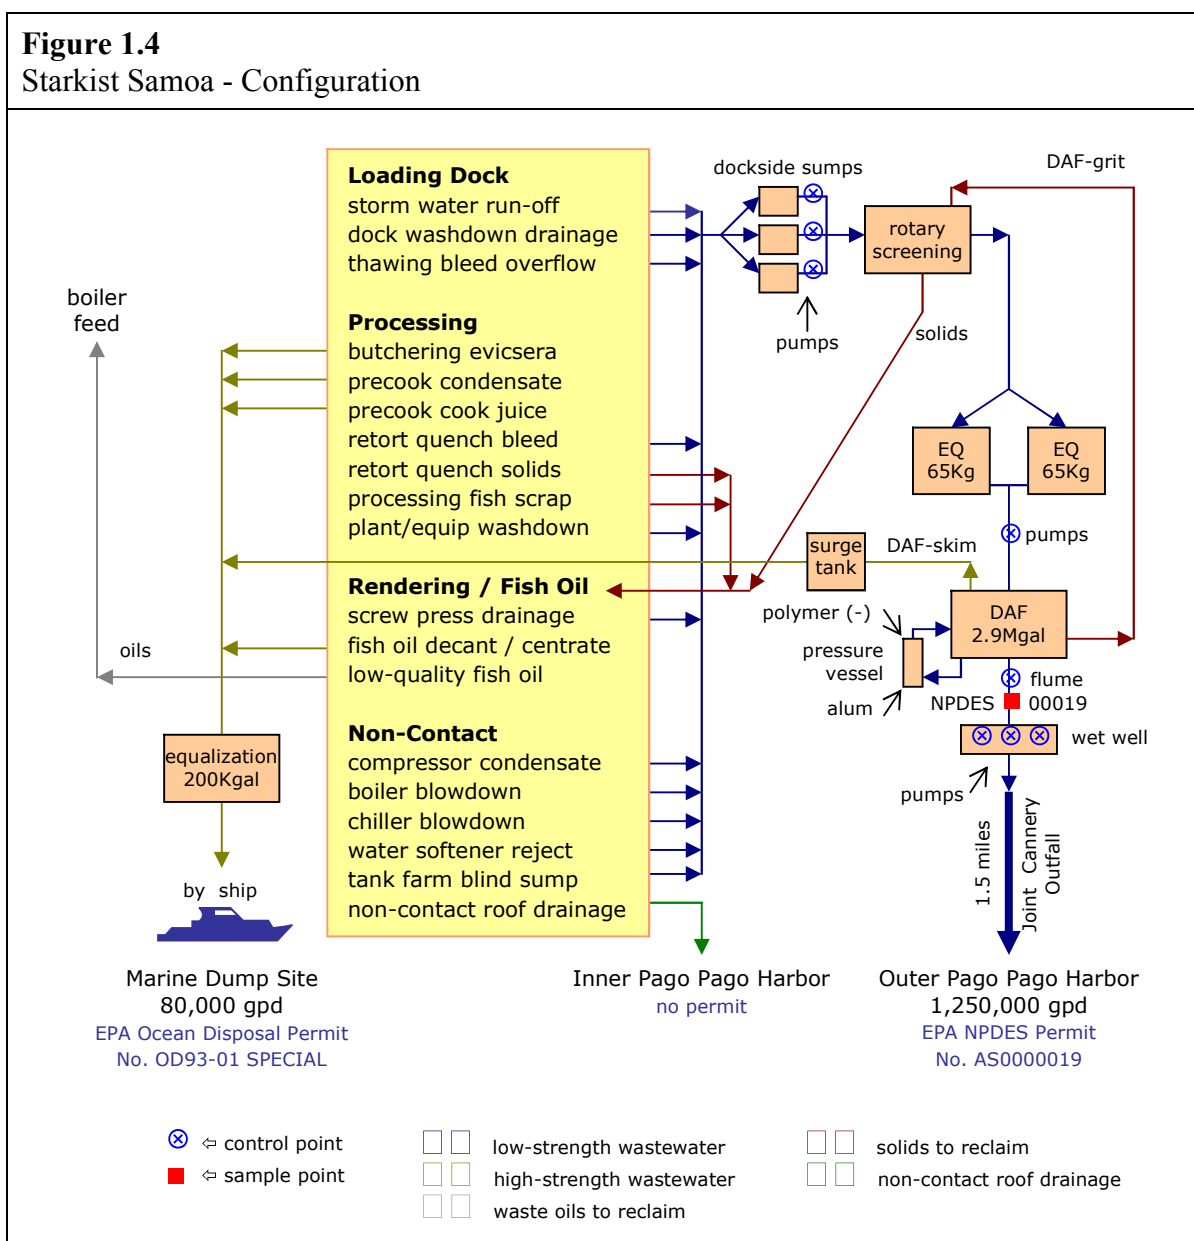 Figure 1.4
Starkist Samoa - Configuration
DAF-grit
dockside sumps
Loading Dock
storm water run-off
dock washdown drainage
thawing bleed overflow
rotary
screening
boiler
feed
pumps
solids
Processing
butchering evicsera
precook condensate
precook cook juice
retort quench bleed
retort quench solids
processing fish scrap
plant/equip washdown
EQ
65Kg
EQ
65Kg
pumps
surge
tank
DAF-skim
Rendering / Fish Oil
screw press drainage
fish oil decant / centrate
low-quality fish oil
oils
polymer (-)
DAF
2.9Mgal
pressure
vessel
alum
flume
NPDES
00019
wet well
pumps
Non-Contact
compressor condensate
boiler blowdown
chiller blowdown
water softener reject
tank farm blind sump
non-contact roof drainage
equalization
200Kgal
by ship
1.5 miles
Joint Cannery
Outfall
Marine Dump Site
80,000 gpd
EPA Ocean Disposal Permit
No. OD93-01 SPECIAL
Inner Pago Pago Harbor
no permit
Outer Pago Pago Harbor
1,250,000 gpd
EPA NPDES Permit
No. AS0000019
⇦ control point
⇦ sample point
low-strength wastewater
high-strength wastewater
waste oils to reclaim
solids to reclaim
non-contact roof drainage